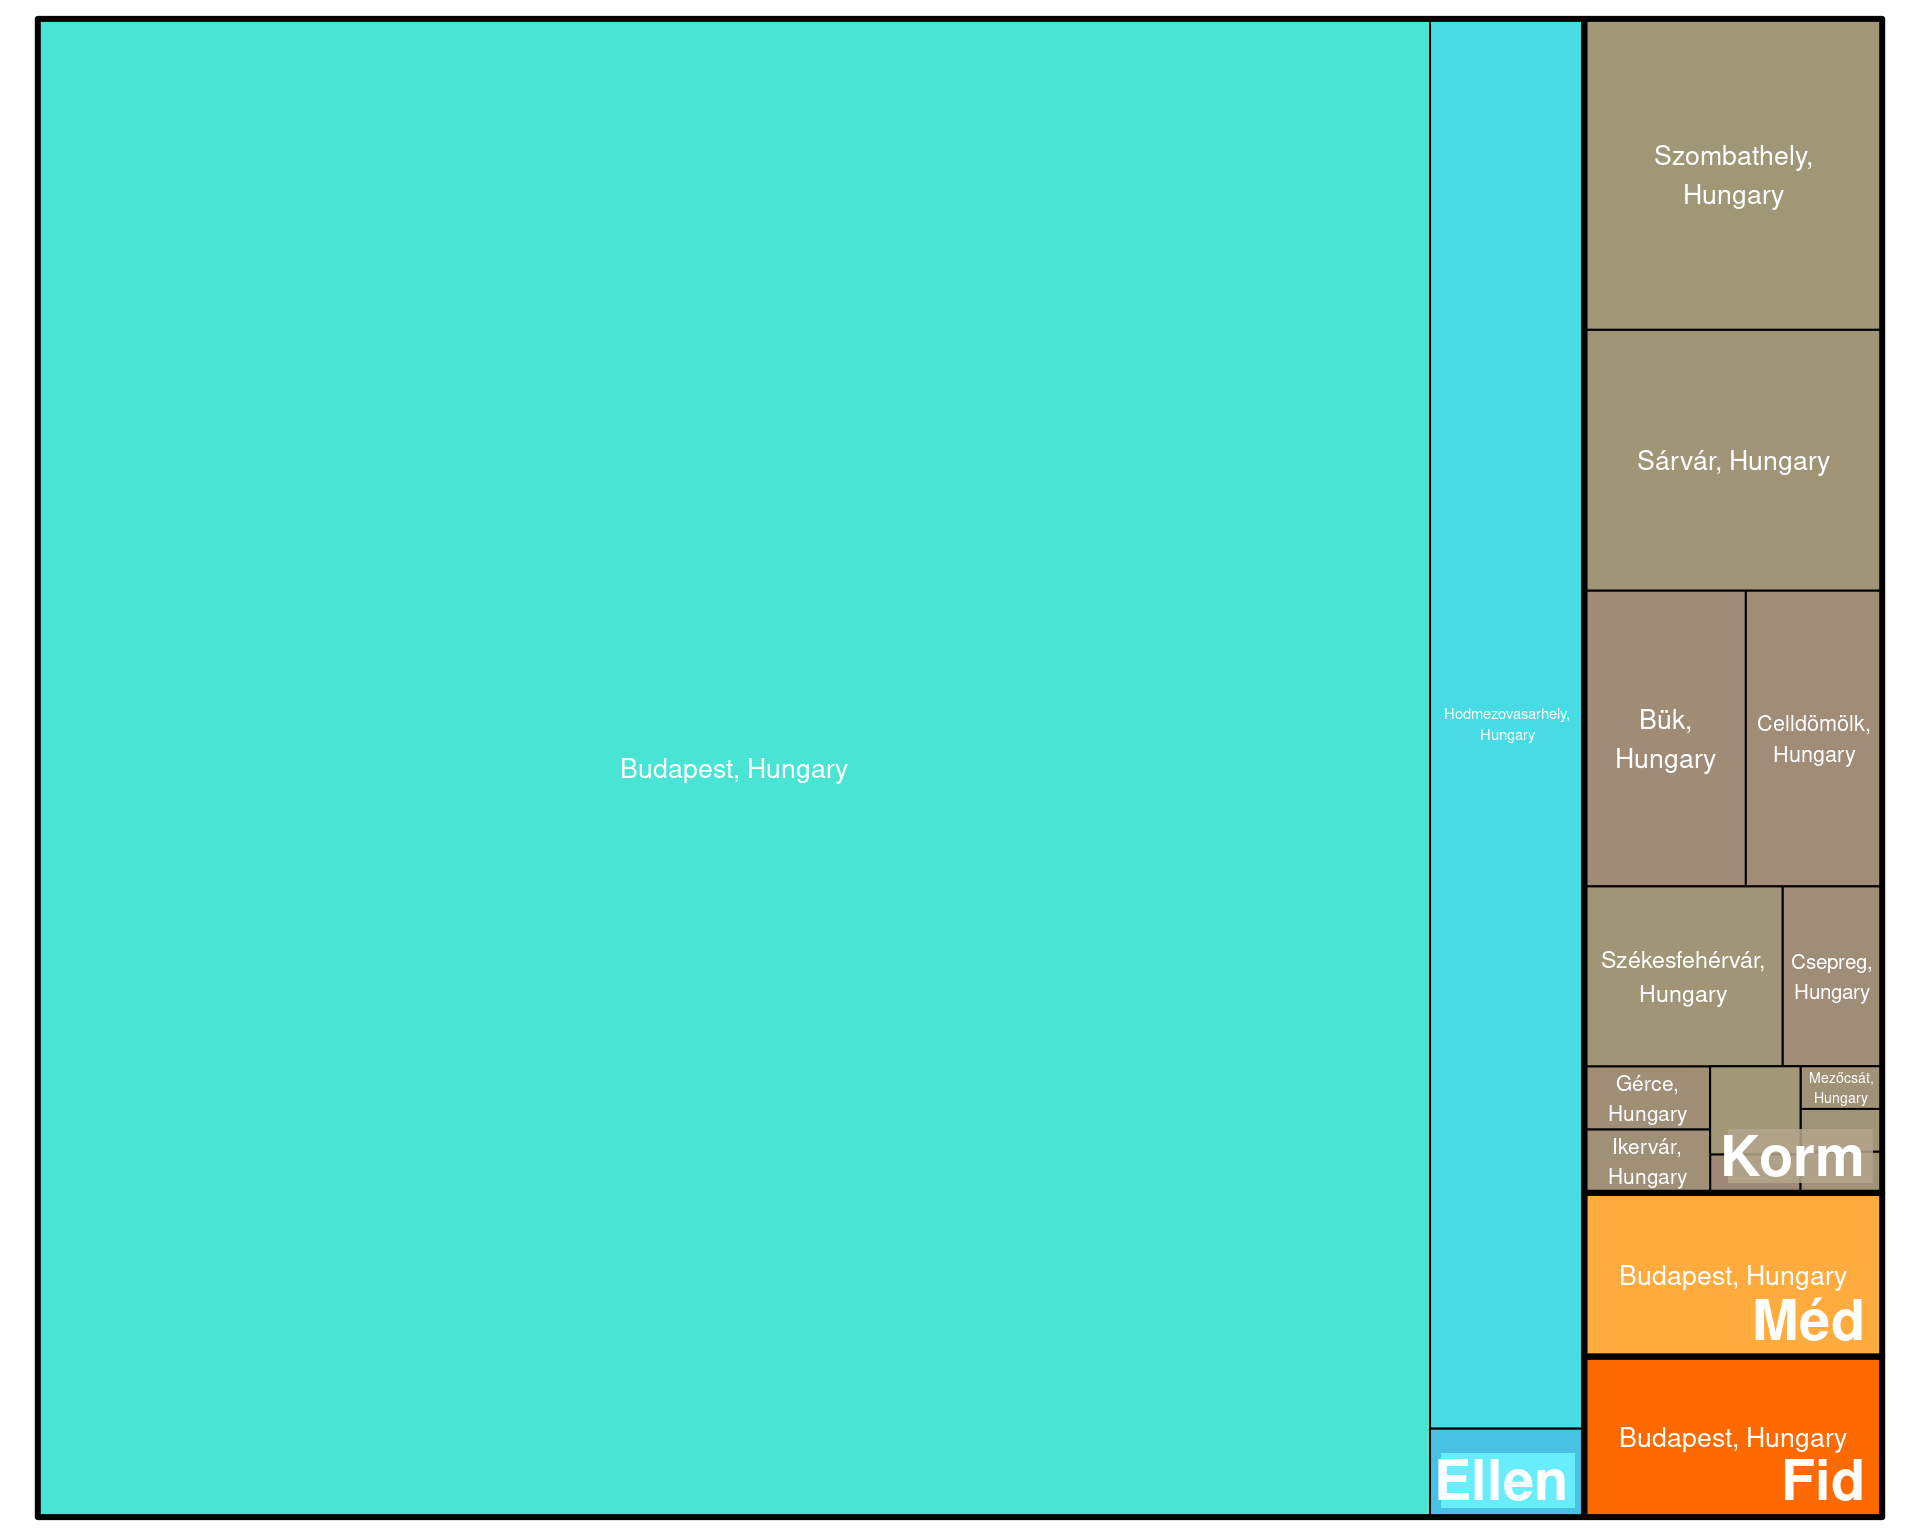 Budapest, Hungary
Hodmezovasarhely,
Hungary
Ellen
Szombathely,
Hungary
Sárvár, Hungary
Bük,
Hungary
Celldömölk,
Hungary
Székesfehérvár,
Hungary
Csepreg,
Hungary
Gérce,
Hungary
Ikervár,
Hungary
Mezőcsát,
Hungary
Korm
Budapest, Hungary
Méd
Budapest, Hungary
Fid